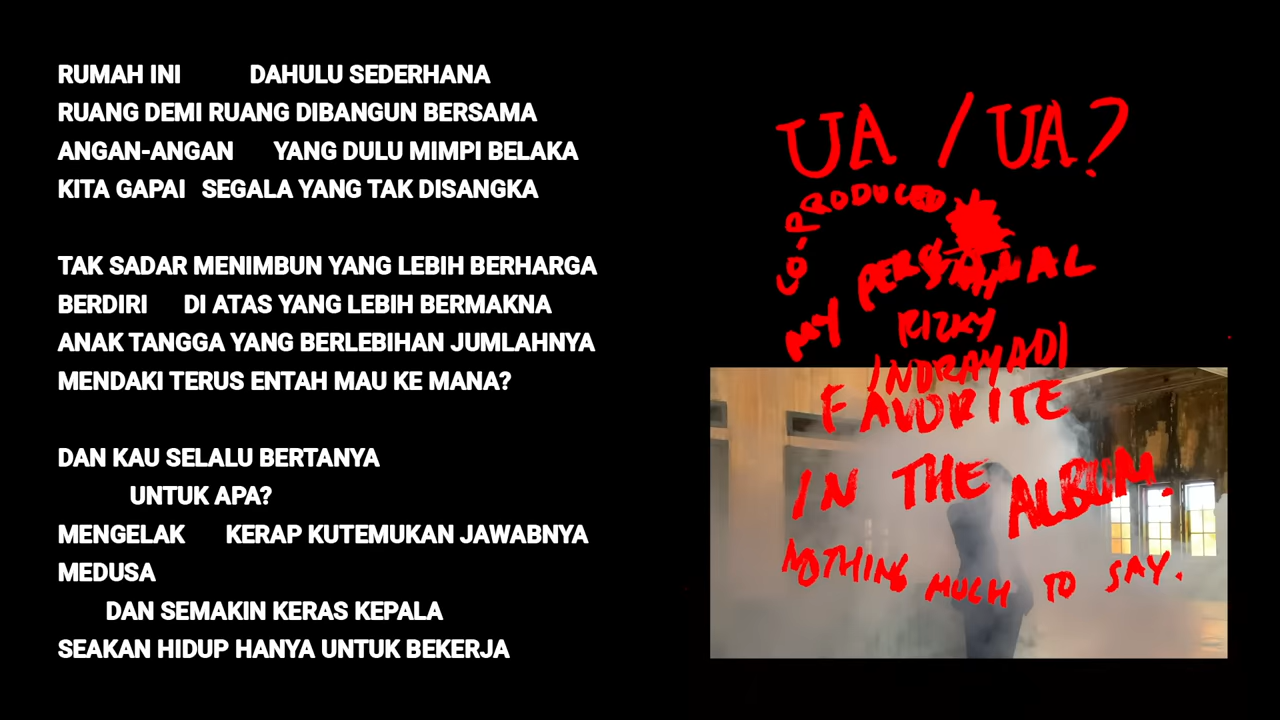 RUMAH INI DAHULU SEDERHANA
RUANG DEMI RUANG DIBANGUN BERSAMA
ANGAN-ANGAN YANG DULU MIMPI BELAKA
KITA GAPAI SEGALA YANG TAK DISANGKA
TAK SADAR MENIMBUN YANG LEBIH BERHARGA
BERDIRI DI ATAS YANG LEBIH BERMAKNA
ANAK TANGGA YANG BERLEBIHAN JUMLAHNYA
MENDAKI TERUS ENTAH MAU KE MANA?
DAN KAU SELALU BERTANYA
UNTUK APA?
MENGELAK KERAP KUTEMUKAN JAWABNYA
MEDUSA
DAN SEMAKIN KERAS KEPALA
SEAKAN HIDUP HANYA UNTUK BEKERJA
UA / UA?
CO-PRODUCED
MY PERSONAL
RIZKY
INDRAYADI
FAVORITE
IN THE ALBUM.
NOTHING MUCH TO SAY.